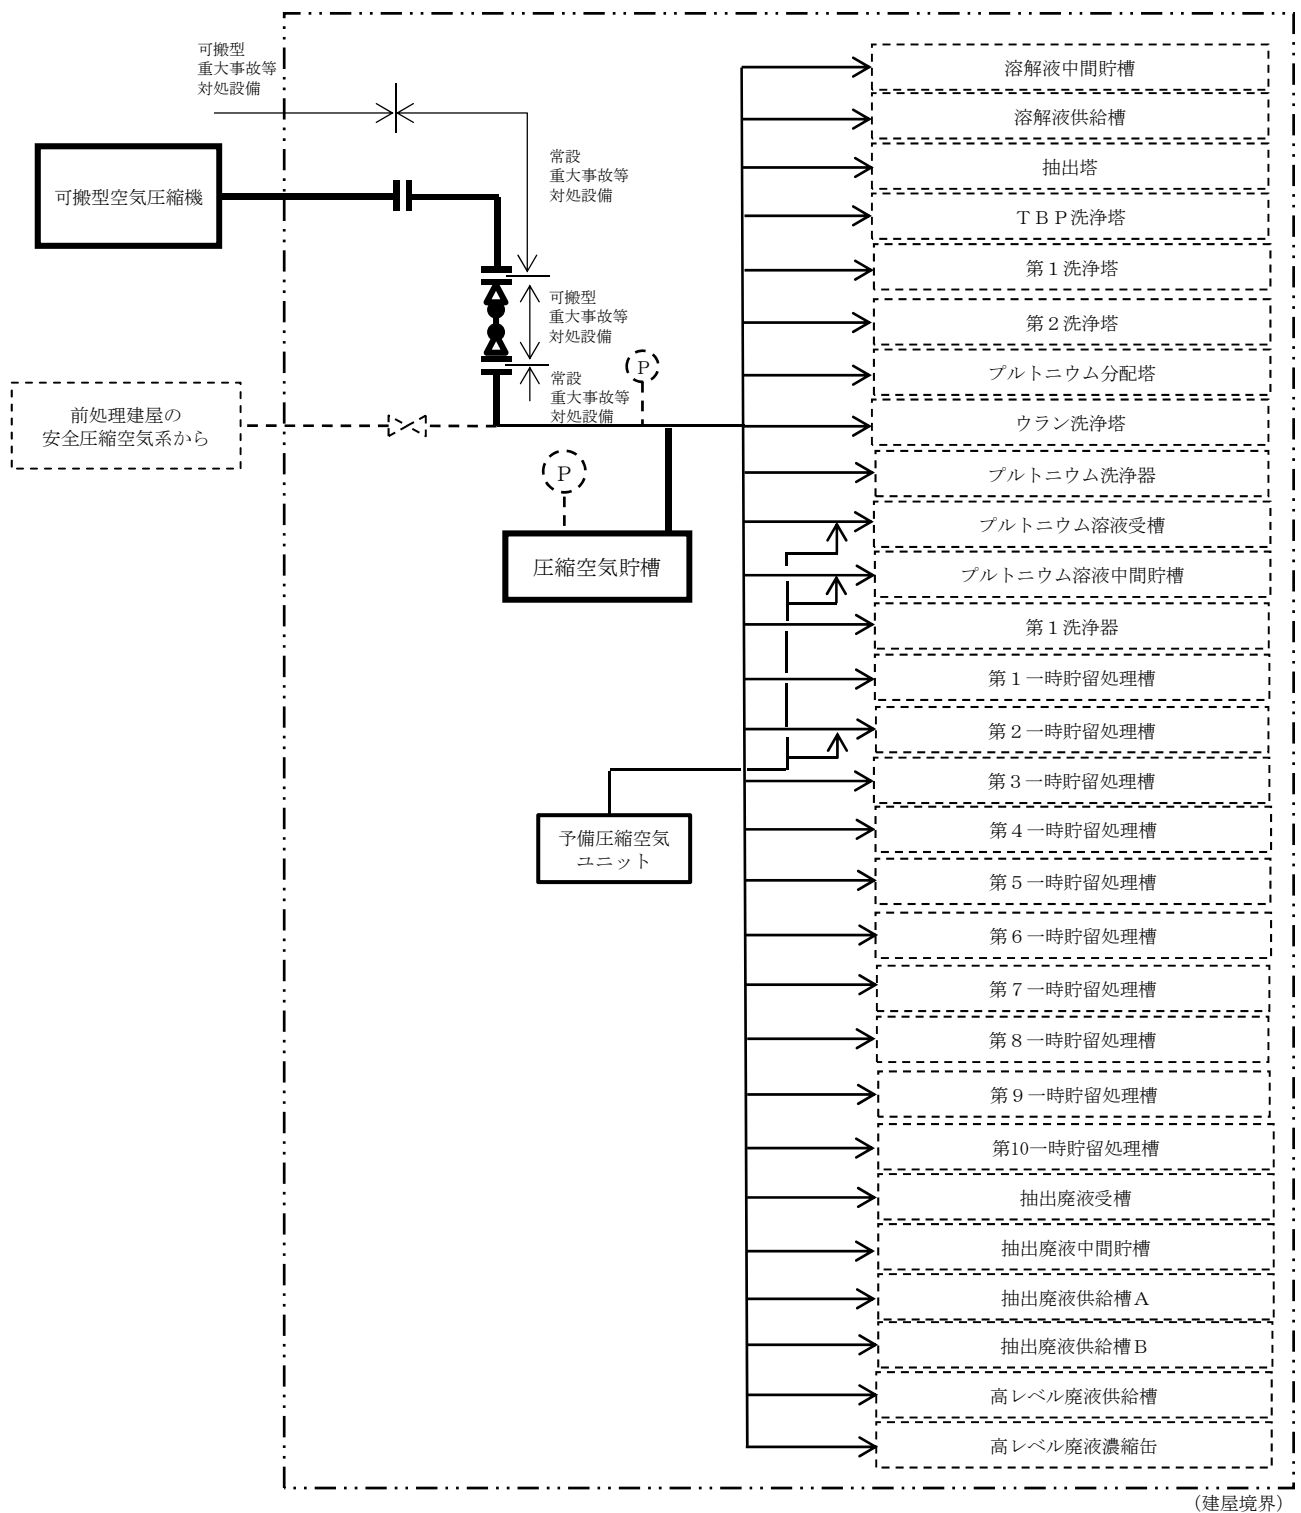 可搬型
重大事故等
対処設備
可搬型空気圧縮機
常設
重大事故等
対処設備
可搬型
重大事故等
対処設備
常設
重大事故等
対処設備
P
前処理建屋の
安全圧縮空気系から
P
圧縮空気貯槽
予備圧縮空気
ユニット
溶解液中間貯槽
溶解液供給槽
抽出塔
ＴＢＰ洗浄塔
第１洗浄塔
第２洗浄塔
プルトニウム分配塔
ウラン洗浄塔
プルトニウム洗浄器
プルトニウム溶液受槽
プルトニウム溶液中間貯槽
第１洗浄器
第１一時貯留処理槽
第２一時貯留処理槽
第３一時貯留処理槽
第４一時貯留処理槽
第５一時貯留処理槽
第６一時貯留処理槽
第７一時貯留処理槽
第８一時貯留処理槽
第９一時貯留処理槽
第10一時貯留処理槽
抽出廃液受槽
抽出廃液中間貯槽
抽出廃液供給槽Ａ
抽出廃液供給槽Ｂ
高レベル廃液供給槽
高レベル廃液濃縮缶
（建屋境界）